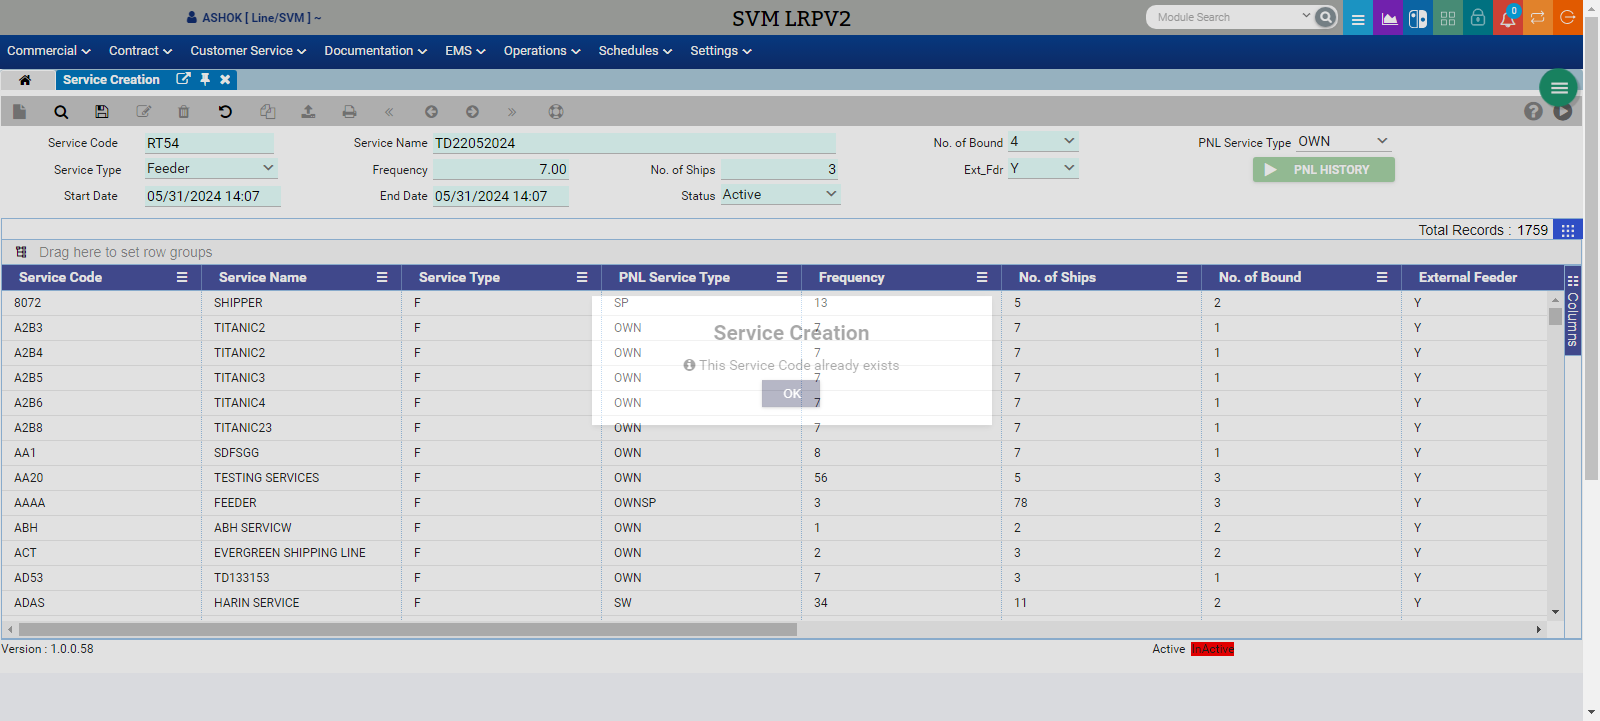 ASHOK [ Line/SVM ] ~
SVM LRPV2
Module Search
0
Commercial Contract Customer Service Documentation EMS Operations Schedules Settings
Service Creation
Service Code RT54 Service Name TD22052024 No. of Bound 4 PNL Service Type OWN
Service Type Feeder Frequency 7.00 No. of Ships 3 Ext_Fdr Y PNL HISTORY
Start Date 05/31/2024 14:07 End Date 05/31/2024 14:07 Status Active
Total Records : 1759
Drag here to set row groups
Service Code Service Name Service Type PNL Service Type Frequency No. of Ships No. of Bound External Feeder
Columns
8072 SHIPPER F SP 13 5 2 Y
A2B3 TITANIC2 F OWN 7 7 1 Y
A2B4 TITANIC2 F OWN 7 7 1 Y
A2B5 TITANIC3 F OWN 7 7 1 Y
A2B6 TITANIC4 F OWN 7 7 1 Y
A2B8 TITANIC23 F OWN 7 7 1 Y
AA1 SDFSGG F OWN 8 7 1 Y
AA20 TESTING SERVICES F OWN 56 5 3 Y
AAAA FEEDER F OWNSP 3 78 3 Y
ABH ABH SERVICW F OWN 1 2 2 Y
ACT EVERGREEN SHIPPING LINE F OWN 2 3 2 Y
AD53 TD133153 F OWN 7 3 1 Y
ADAS HARIN SERVICE F SW 34 11 2 Y
Service Creation
This Service Code already exists
OK
Version : 1.0.0.58
Active InActive